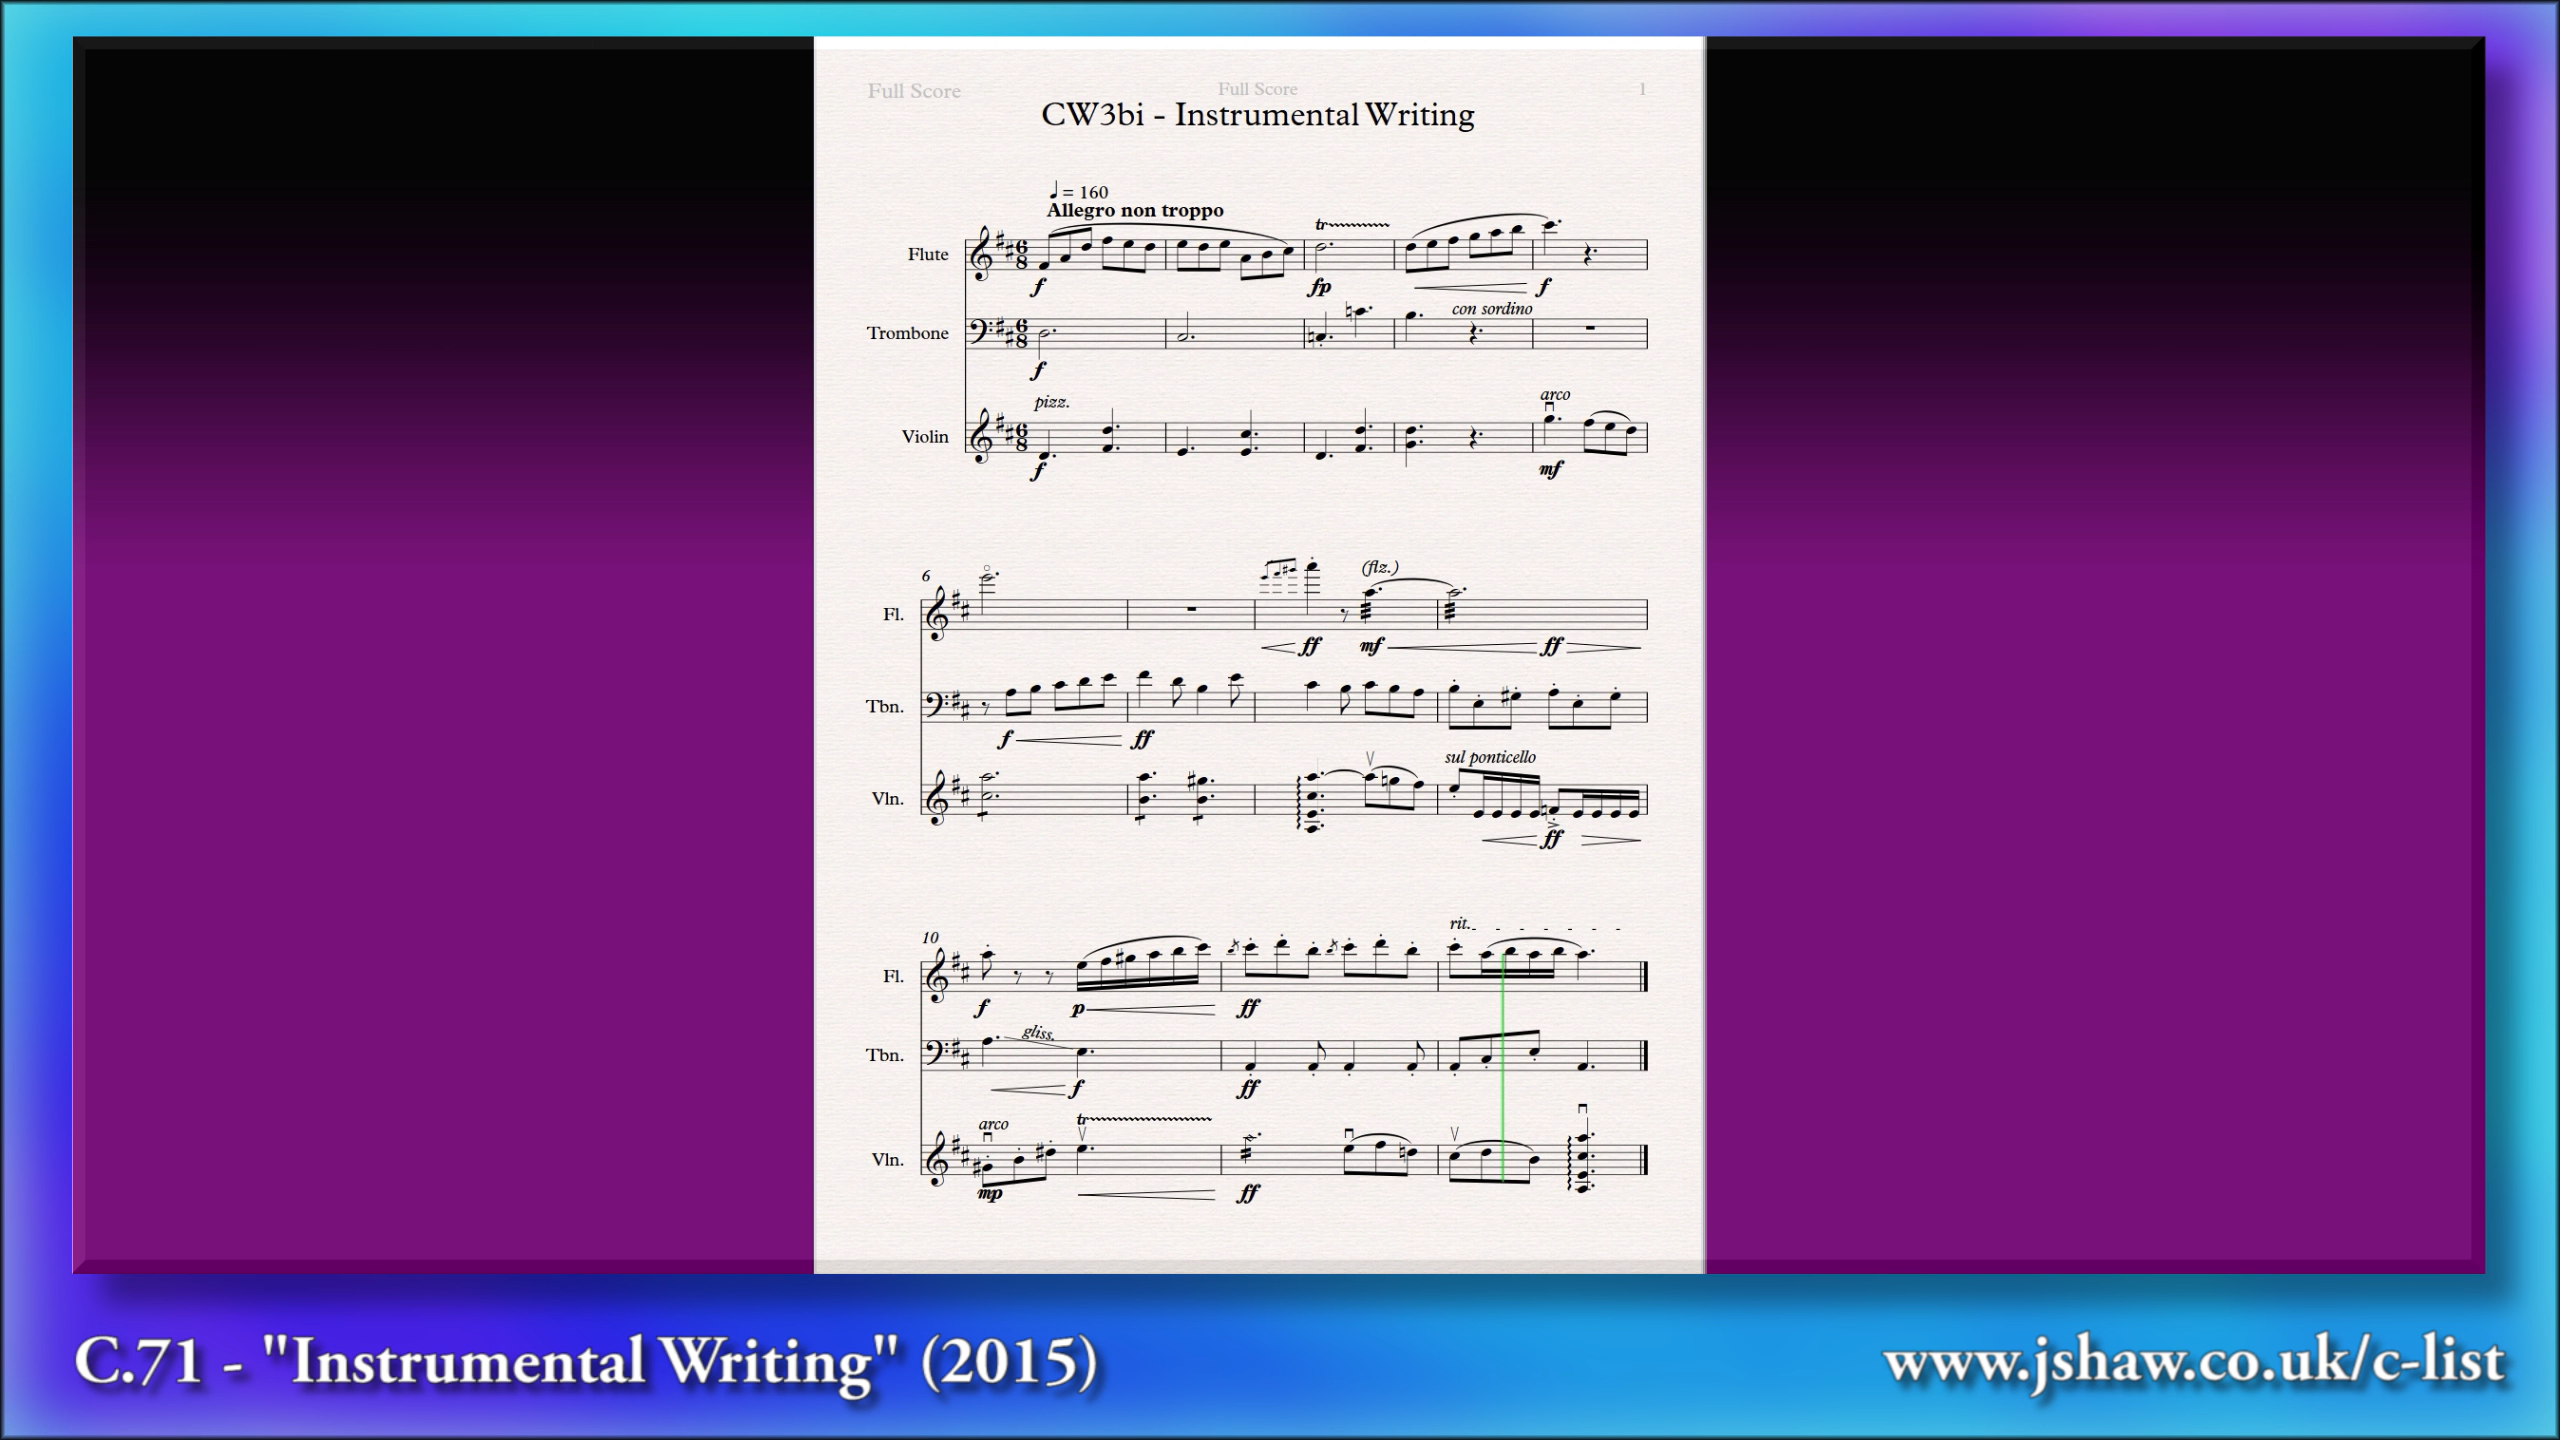 Full Score Full Score 1
CW3bi - Instrumental Writing
♩ = 160
Allegro non troppo
tr
Flute
f fp f
con sordino
Trombone
f
pizz. arco
Violin
f mf
6 (flz.)
Fl.
ff mf ff
Tbn.
f ff
sul ponticello
Vln.
ff
rit.
10
Fl.
f p ff
gliss.
Tbn.
f ff
arco tr
Vln.
mp ff
C.71 - "Instrumental Writing" (2015)
www.jshaw.co.uk/c-list